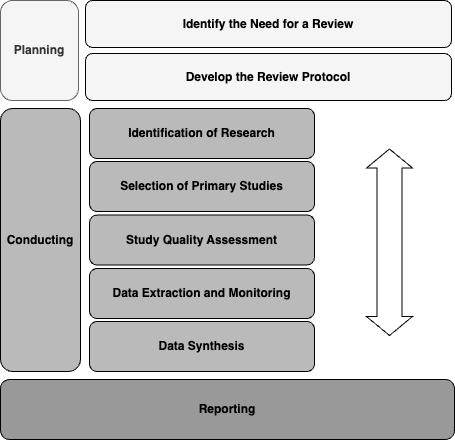 Planning
Identify the Need for a Review
Develop the Review Protocol
Conducting
Identification of Research
Selection of Primary Studies
Study Quality Assessment
Data Extraction and Monitoring
Data Synthesis
Reporting